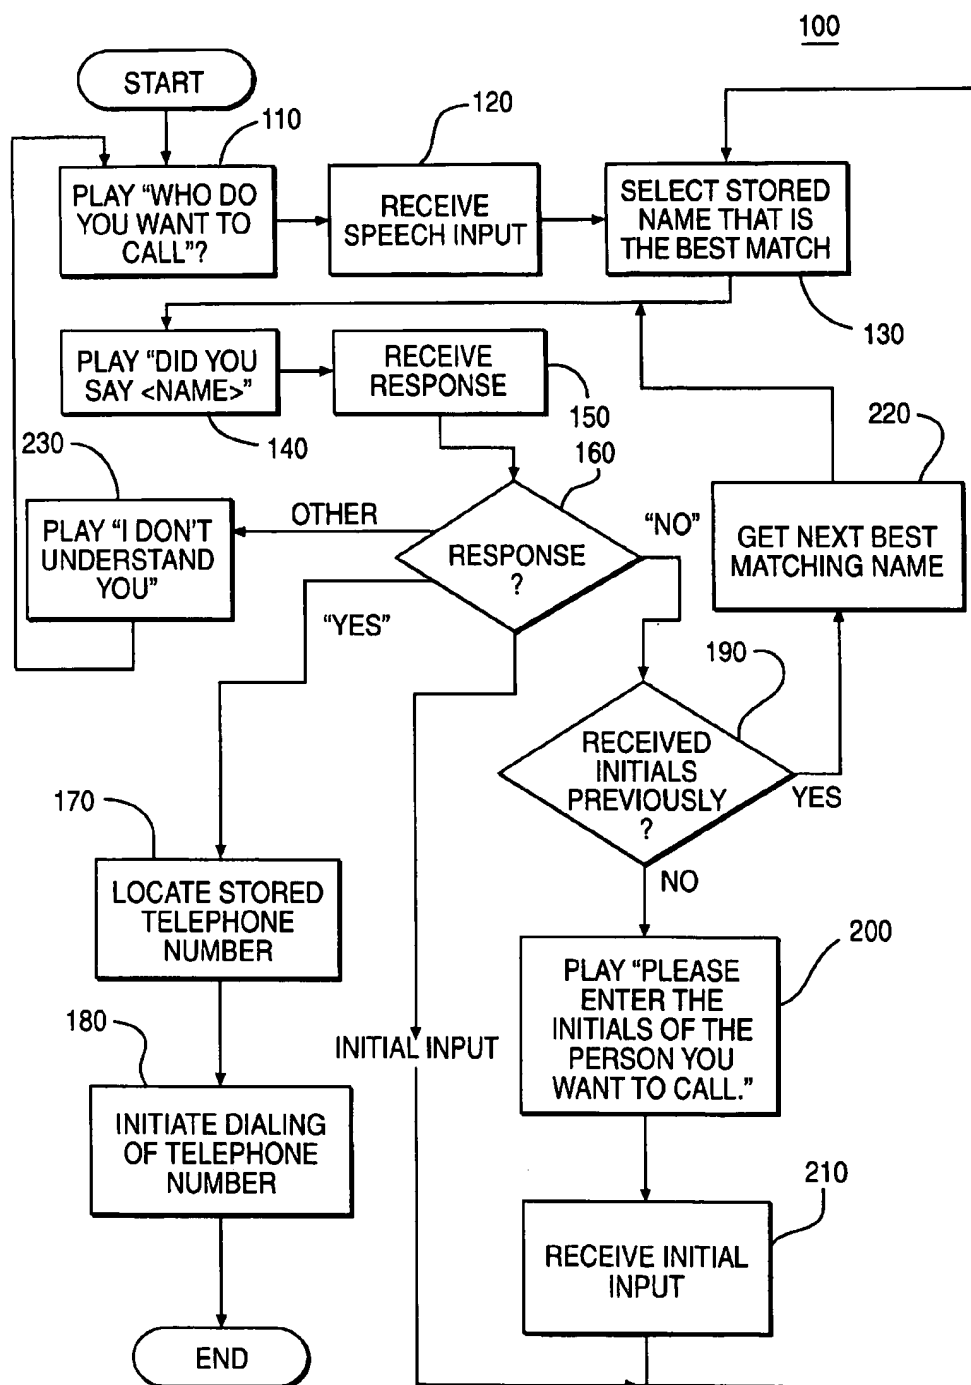 100
START
110
120
PLAY “WHO DO
YOU WANT TO
CALL”?
RECEIVE
SPEECH INPUT
SELECT STORED
NAME THAT IS
THE BEST MATCH
130
PLAY “DID YOU
SAY <NAME>”
140
RECEIVE
RESPONSE
150
160
220
230
PLAY “I DON'T
UNDERSTAND
YOU”
OTHER
RESPONSE
?
“NO”
GET NEXT BEST
MATCHING NAME
“YES”
190
RECEIVED
INITIALS
PREVIOUSLY
?
YES
NO
170
LOCATE STORED
TELEPHONE
NUMBER
200
PLAY “PLEASE
ENTER THE
INITIALS OF THE
PERSON YOU
WANT TO CALL.”
180
INITIAL INPUT
INITIATE DIALING
OF TELEPHONE
NUMBER
210
RECEIVE INITIAL
INPUT
END